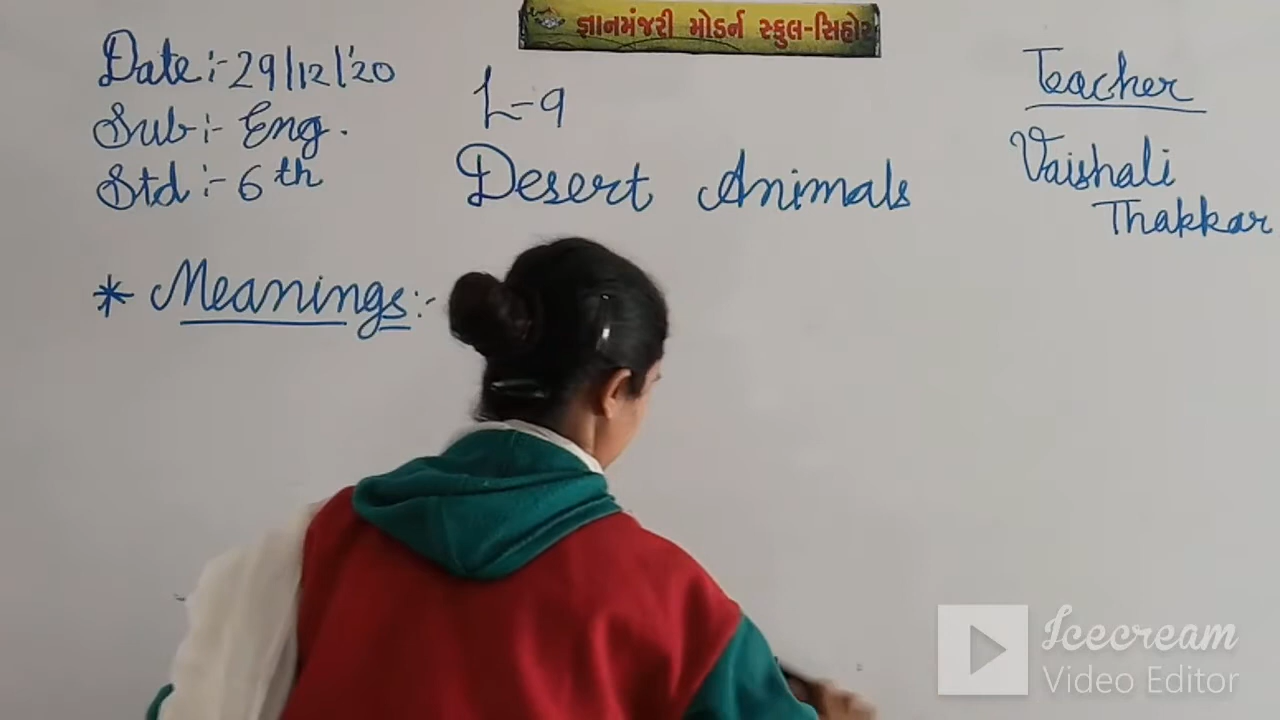 જ્ઞાનમંજરી મોડર્ન સ્કુલ-સિહોર
Date:-29/12/'20
Sub:- Eng.
Std:- 6th
L-9
Desert Animals
Teacher
Vaishali
Thakkar
* Meanings:-
Icecream
Video Editor